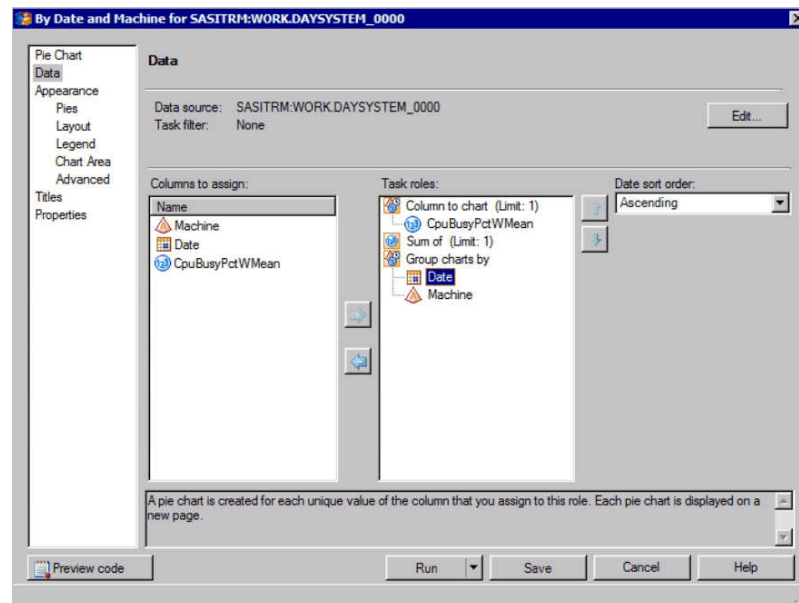 By Date and Machine for SASITRM:WORK.DAYSYSTEM_0000
Pie Chart
Data
Appearance
Pies
Layout
Legend
Chart Area
Advanced
Titles
Properties
Data
Data source: SASITRM:WORK.DAYSYSTEM_0000
Task filter: None
Edit...
Columns to assign:
Name
Machine
Date
CpuBusyPctWMean
Task roles:
Column to chart (Limit: 1)
CpuBusyPctWMean
Sum of (Limit: 1)
Group charts by
Date
Machine
Date sort order:
Ascending
A pie chart is created for each unique value of the column that you assign to this role. Each pie chart is displayed on a
new page.
Preview code
Run
Save
Cancel
Help